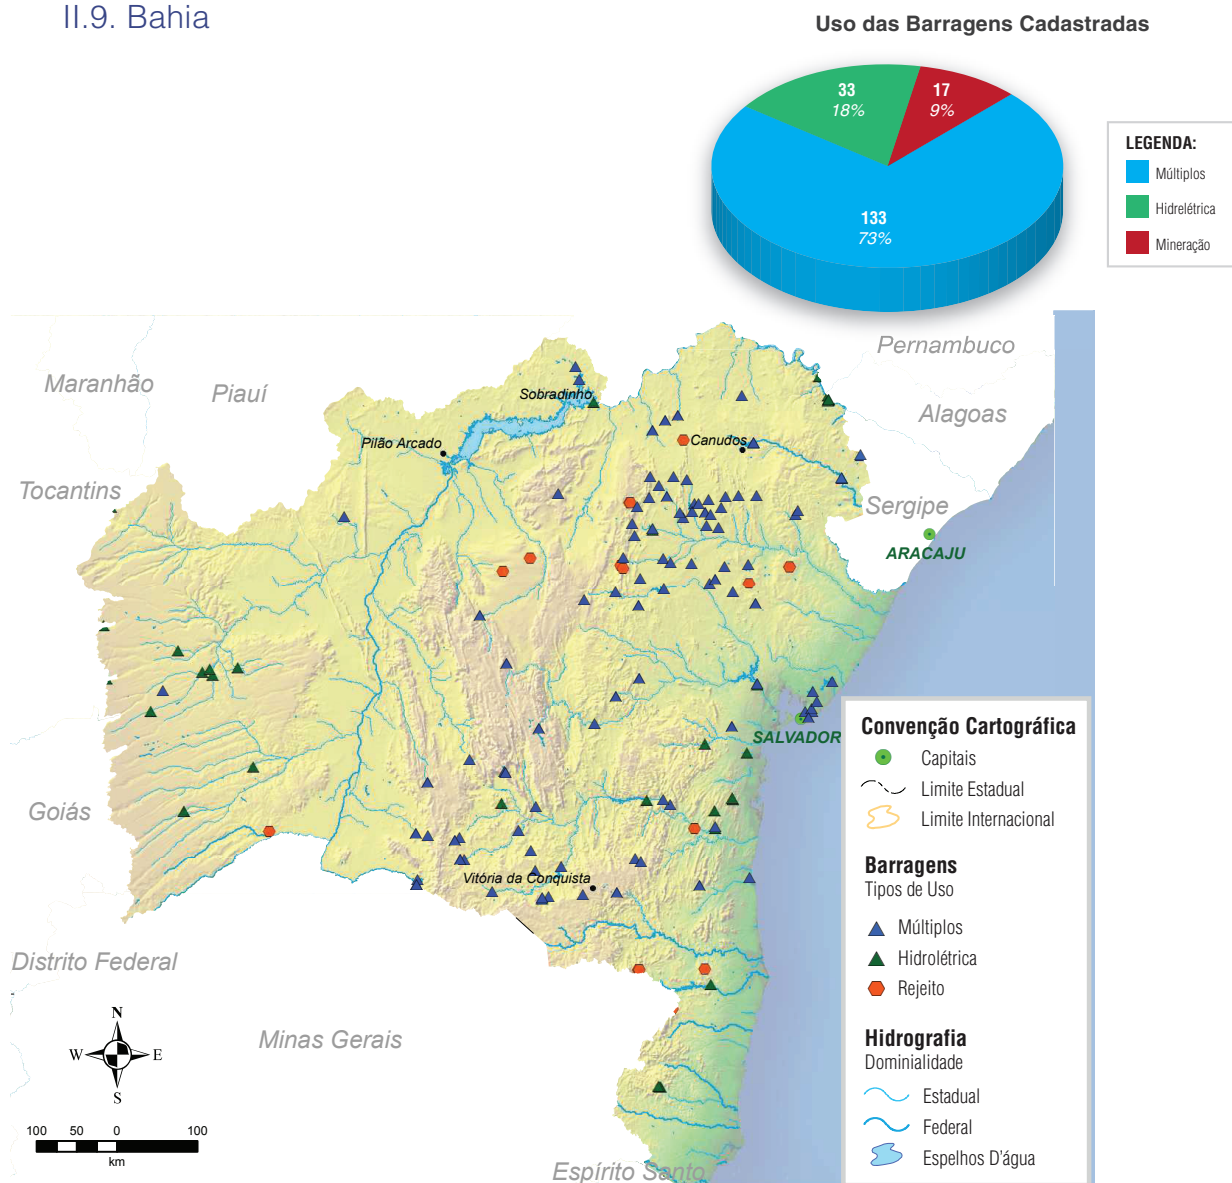 II.9. Bahia
Uso das Barragens Cadastradas
33
18%
17
9%
133
73%
LEGENDA:
Múltiplos
Hidrelétrica
Mineração
Maranhão
Piauí
Pernambuco
Alagoas
Sobradinho
Pilão Arcado
Canudos
Tocantins
Sergipe
ARACAJU
SALVADOR
Goiás
Vitória da Conquista
Distrito Federal
Minas Gerais
Espírito Santo
N
W
E
S
100 50 0 100
km
Convenção Cartográfica
Capitais
Limite Estadual
Limite Internacional
Barragens
Tipos de Uso
Múltiplos
Hidrolétrica
Rejeito
Hidrografia
Dominialidade
Estadual
Federal
Espelhos D'água